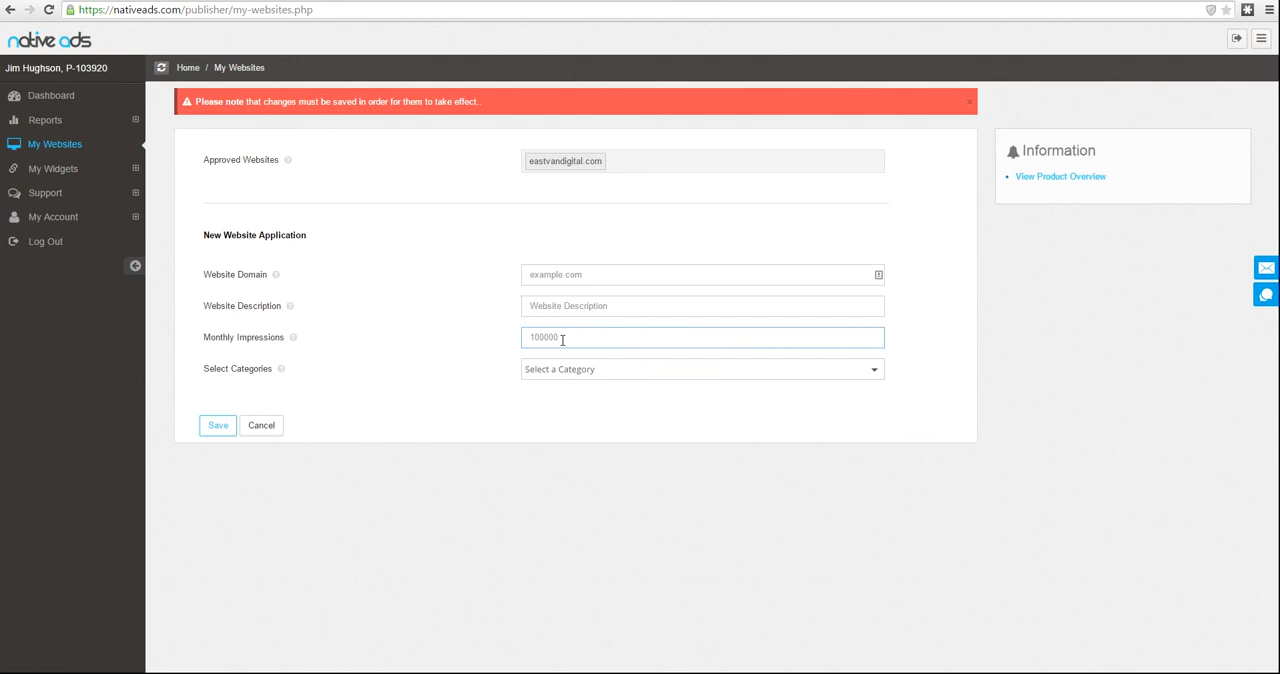 https://nativeads.com/publisher/my-websites.php
native ads
Jim Hughson, P-103920
Home / My Websites
Dashboard
Reports
My Websites
My Widgets
Support
My Account
Log Out
Please note that changes must be saved in order for them to take effect..
Approved Websites
eastvandigital.com
New Website Application
Website Domain
example.com
Website Description
Website Description
Monthly Impressions
100000
Select Categories
Select a Category
Save
Cancel
Information
View Product Overview